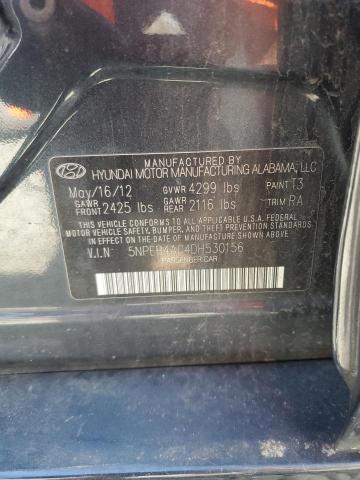 MANUFACTURED BY
HYUNDAI MOTOR MANUFACTURING ALABAMA, LLC
May/16/12 GVWR 4299 lbs PAINT T3
GAWR FRONT 2425 lbs GAWR REAR 2116 lbs TRIM RA
THIS VEHICLE CONFORMS TO ALL APPLICABLE U.S.A. FEDERAL
MOTOR VEHICLE SAFETY, BUMPER, AND THEFT PREVENTION
STANDARDS IN EFFECT ON THE DATE OF MANUFACTURE SHOWN ABOVE.
V.I.N 5NPEH4AC4DH530156
PASSENGER CAR